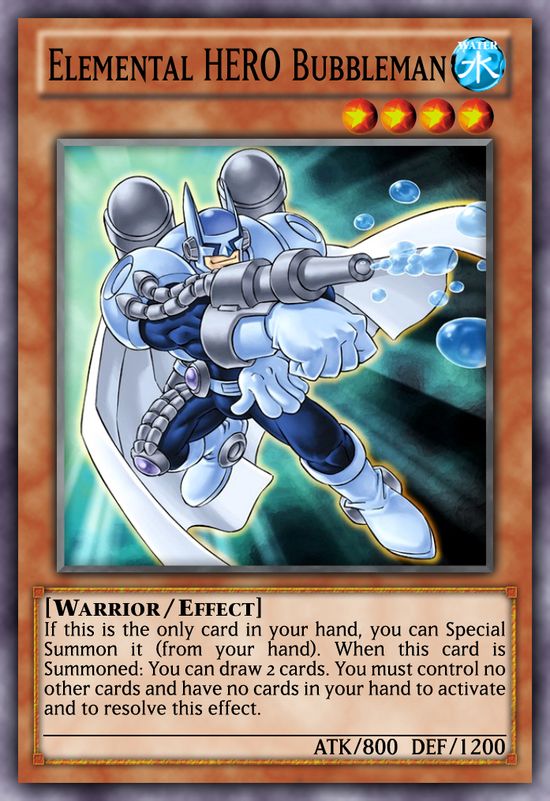 Elemental HERO Bubbleman
WATER
水
[Warrior / Effect]
If this is the only card in your hand, you can Special
Summon it (from your hand). When this card is
Summoned: You can draw 2 cards. You must control no
other cards and have no cards in your hand to activate
and to resolve this effect.
ATK/800 DEF/1200